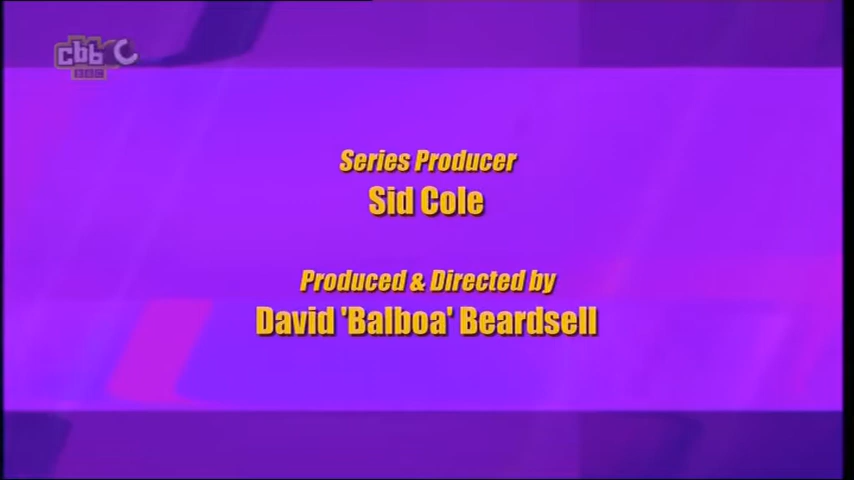 cbbc
BBC
Series Producer
Sid Cole
Produced & Directed by
David 'Balboa' Beardsell